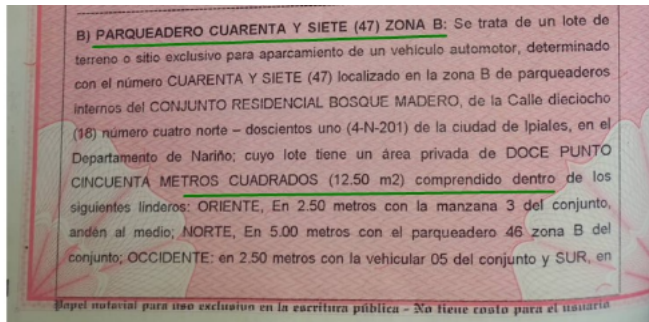 B) PARQUEADERO CUARENTA Y SIETE (47) ZONA B: Se trata de un lote de
terreno o sitio exclusivo para aparcamiento de un vehiculo automotor, determinado
con el número CUARENTA Y SIETE (47) localizado en la zona B de parqueaderos
internos del CONJUNTO RESIDENCIAL BOSQUE MADERO, de la Calle dieciocho
(18) número cuatro norte – doscientos uno (4-N-201) de la ciudad de Ipiales, en el
Departamento de Nariño; cuyo lote tiene un área privada de DOCE PUNTO
CINCUENTA METROS CUADRADOS (12.50 m2) comprendido dentro de los
siguientes linderos: ORIENTE, En 2.50 metros con la manzana 3 del conjunto,
andén al medio; NORTE, En 5.00 metros con el parqueadero 46 zona B del
conjunto; OCCIDENTE: en 2.50 metros con la vehicular 05 del conjunto y SUR, en
Papel notarial para uso exclusivo en la escritura pública - No tiene costo para el usuario